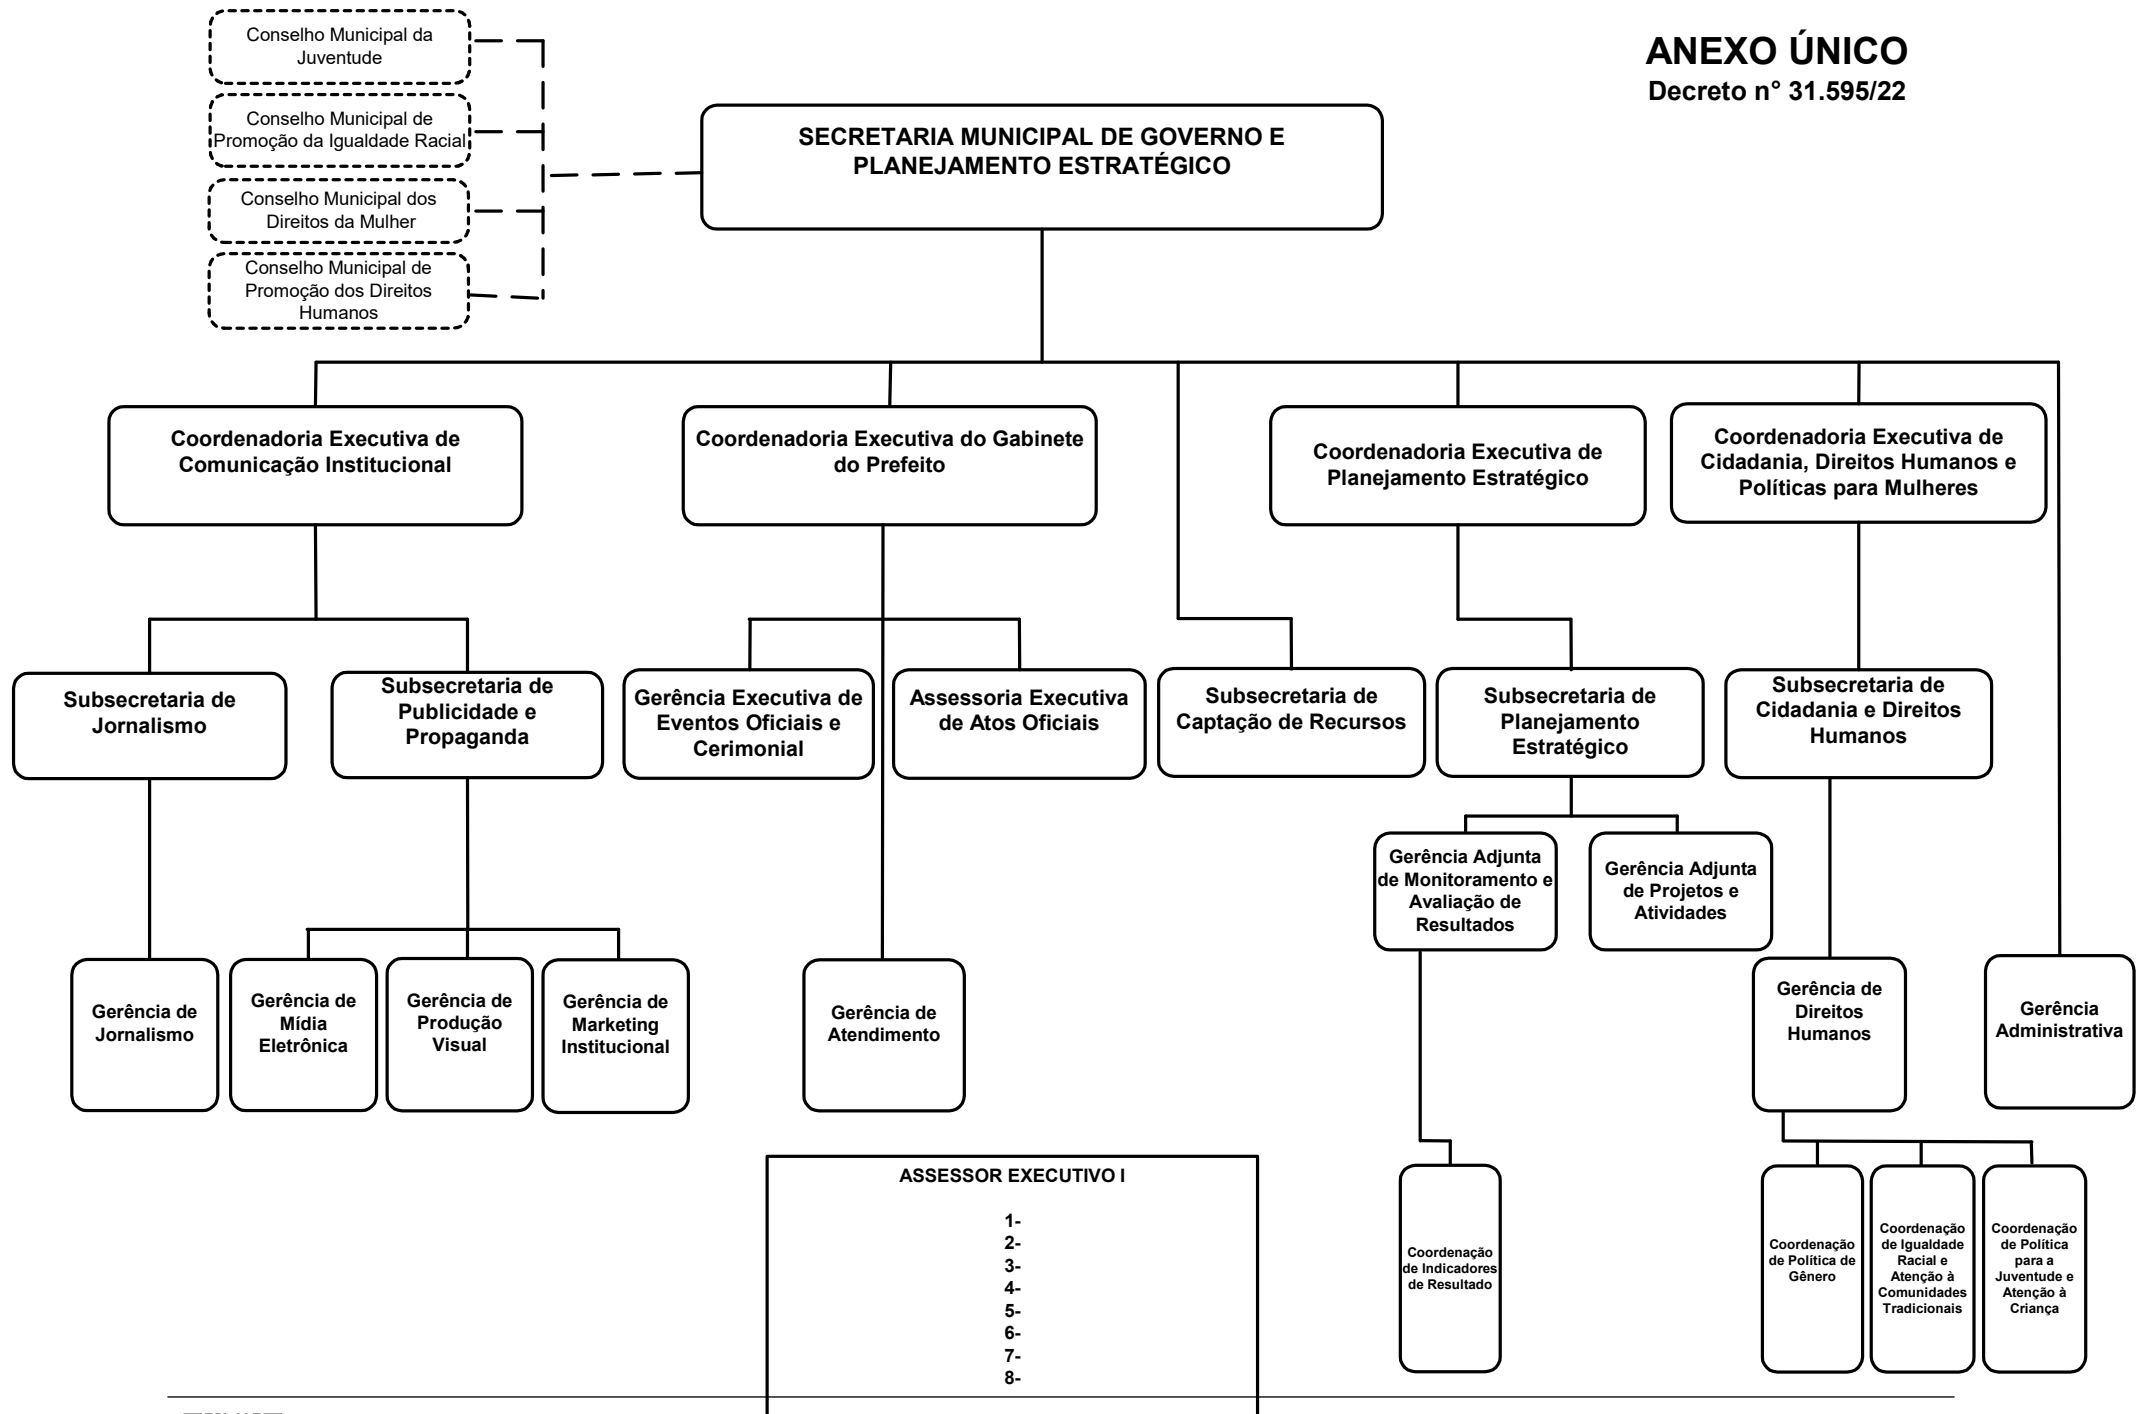 Conselho Municipal da
Juventude
Conselho Municipal de
Promoção da Igualdade Racial
Conselho Municipal dos
Direitos da Mulher
Conselho Municipal de
Promoção dos Direitos
Humanos
ANEXO ÚNICO
Decreto n° 31.595/22
SECRETARIA MUNICIPAL DE GOVERNO E
PLANEJAMENTO ESTRATÉGICO
Coordenadoria Executiva de
Comunicação Institucional
Coordenadoria Executiva do Gabinete
do Prefeito
Coordenadoria Executiva de
Planejamento Estratégico
Coordenadoria Executiva de
Cidadania, Direitos Humanos e
Políticas para Mulheres
Subsecretaria de
Jornalismo
Subsecretaria de
Publicidade e
Propaganda
Gerência Executiva de
Eventos Oficiais e
Cerimonial
Assessoria Executiva
de Atos Oficiais
Subsecretaria de
Captação de Recursos
Subsecretaria de
Planejamento
Estratégico
Subsecretaria de
Cidadania e Direitos
Humanos
Gerência Adjunta
de Monitoramento e
Avaliação de
Resultados
Gerência Adjunta
de Projetos e
Atividades
Gerência de
Jornalismo
Gerência de
Mídia
Eletrônica
Gerência de
Produção
Visual
Gerência de
Marketing
Institucional
Gerência de
Atendimento
Gerência de
Direitos
Humanos
Gerência
Administrativa
ASSESSOR EXECUTIVO I
1-
2-
3-
4-
5-
6-
7-
8-
Coordenação
de Indicadores
de Resultado
Coordenação
de Política de
Gênero
Coordenação
de Igualdade
Racial e
Atenção à
Comunidades
Tradicionais
Coordenação
de Política
para a
Juventude e
Atenção à
Criança